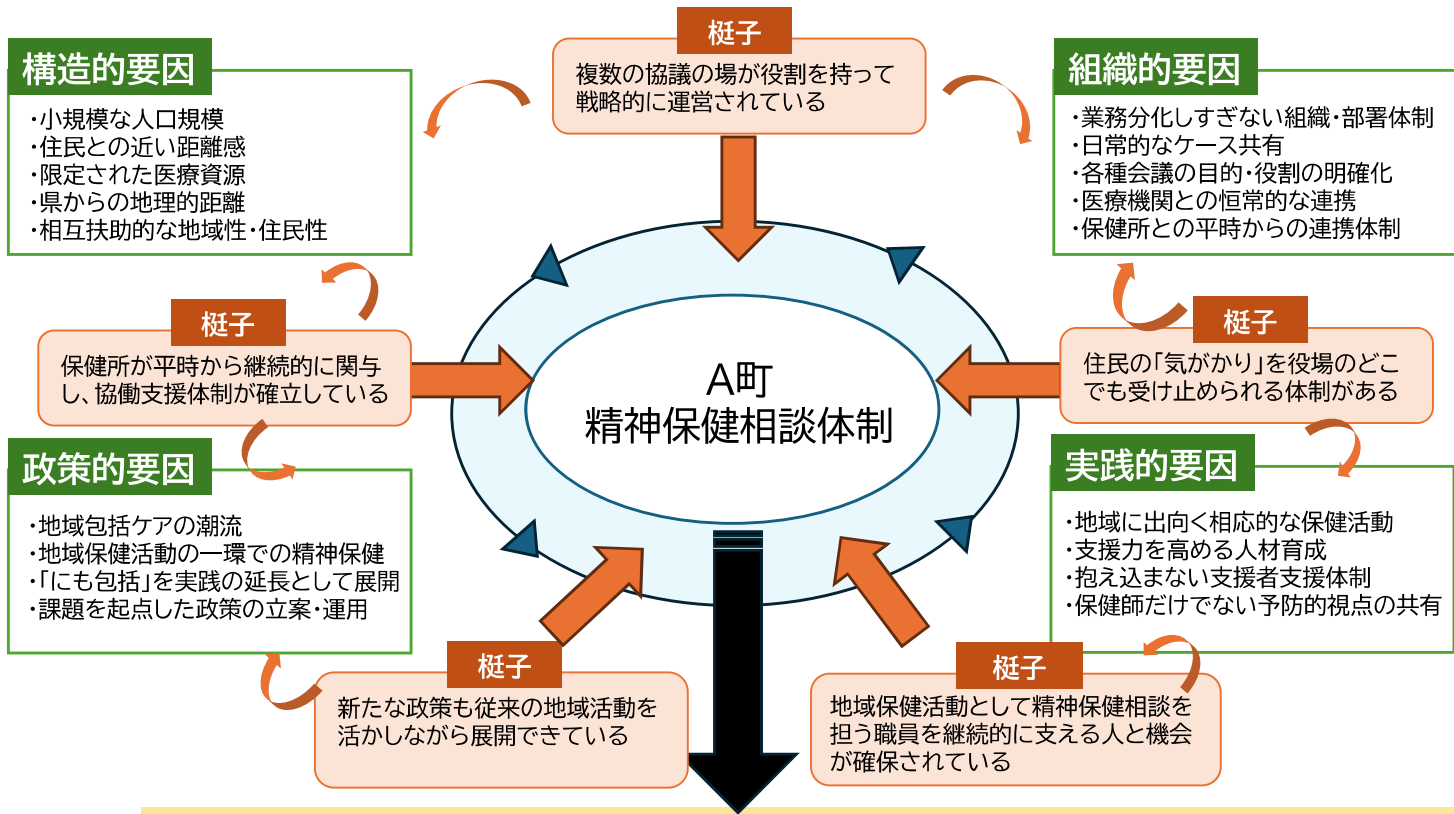 梃子
複数の協議の場が役割を持って
戦略的に運営されている
構造的要因
・小規模な人口規模
・住民との近い距離感
・限定された医療資源
・県からの地理的距離
・相互扶助的な地域性・住民性
組織的要因
・業務分化しすぎない組織・部署体制
・日常的なケース共有
・各種会議の目的・役割の明確化
・医療機関との恒常的な連携
・保健所との平時からの連携体制
梃子
保健所が平時から継続的に関与
し、協働支援体制が確立している
A町
精神保健相談体制
梃子
住民の「気がかり」を役場のどこ
でも受け止められる体制がある
政策的要因
・地域包括ケアの潮流
・地域保健活動の一環での精神保健
・「にも包括」を実践の延長として展開
・課題を起点した政策の立案・運用
実践的要因
・地域に出向く相応的な保健活動
・支援力を高める人材育成
・抱え込まない支援者支援体制
・保健師だけでない予防的視点の共有
梃子
新たな政策も従来の地域活動を
活かしながら展開できている
梃子
地域保健活動として精神保健相談を
担う職員を継続的に支える人と機会
が確保されている